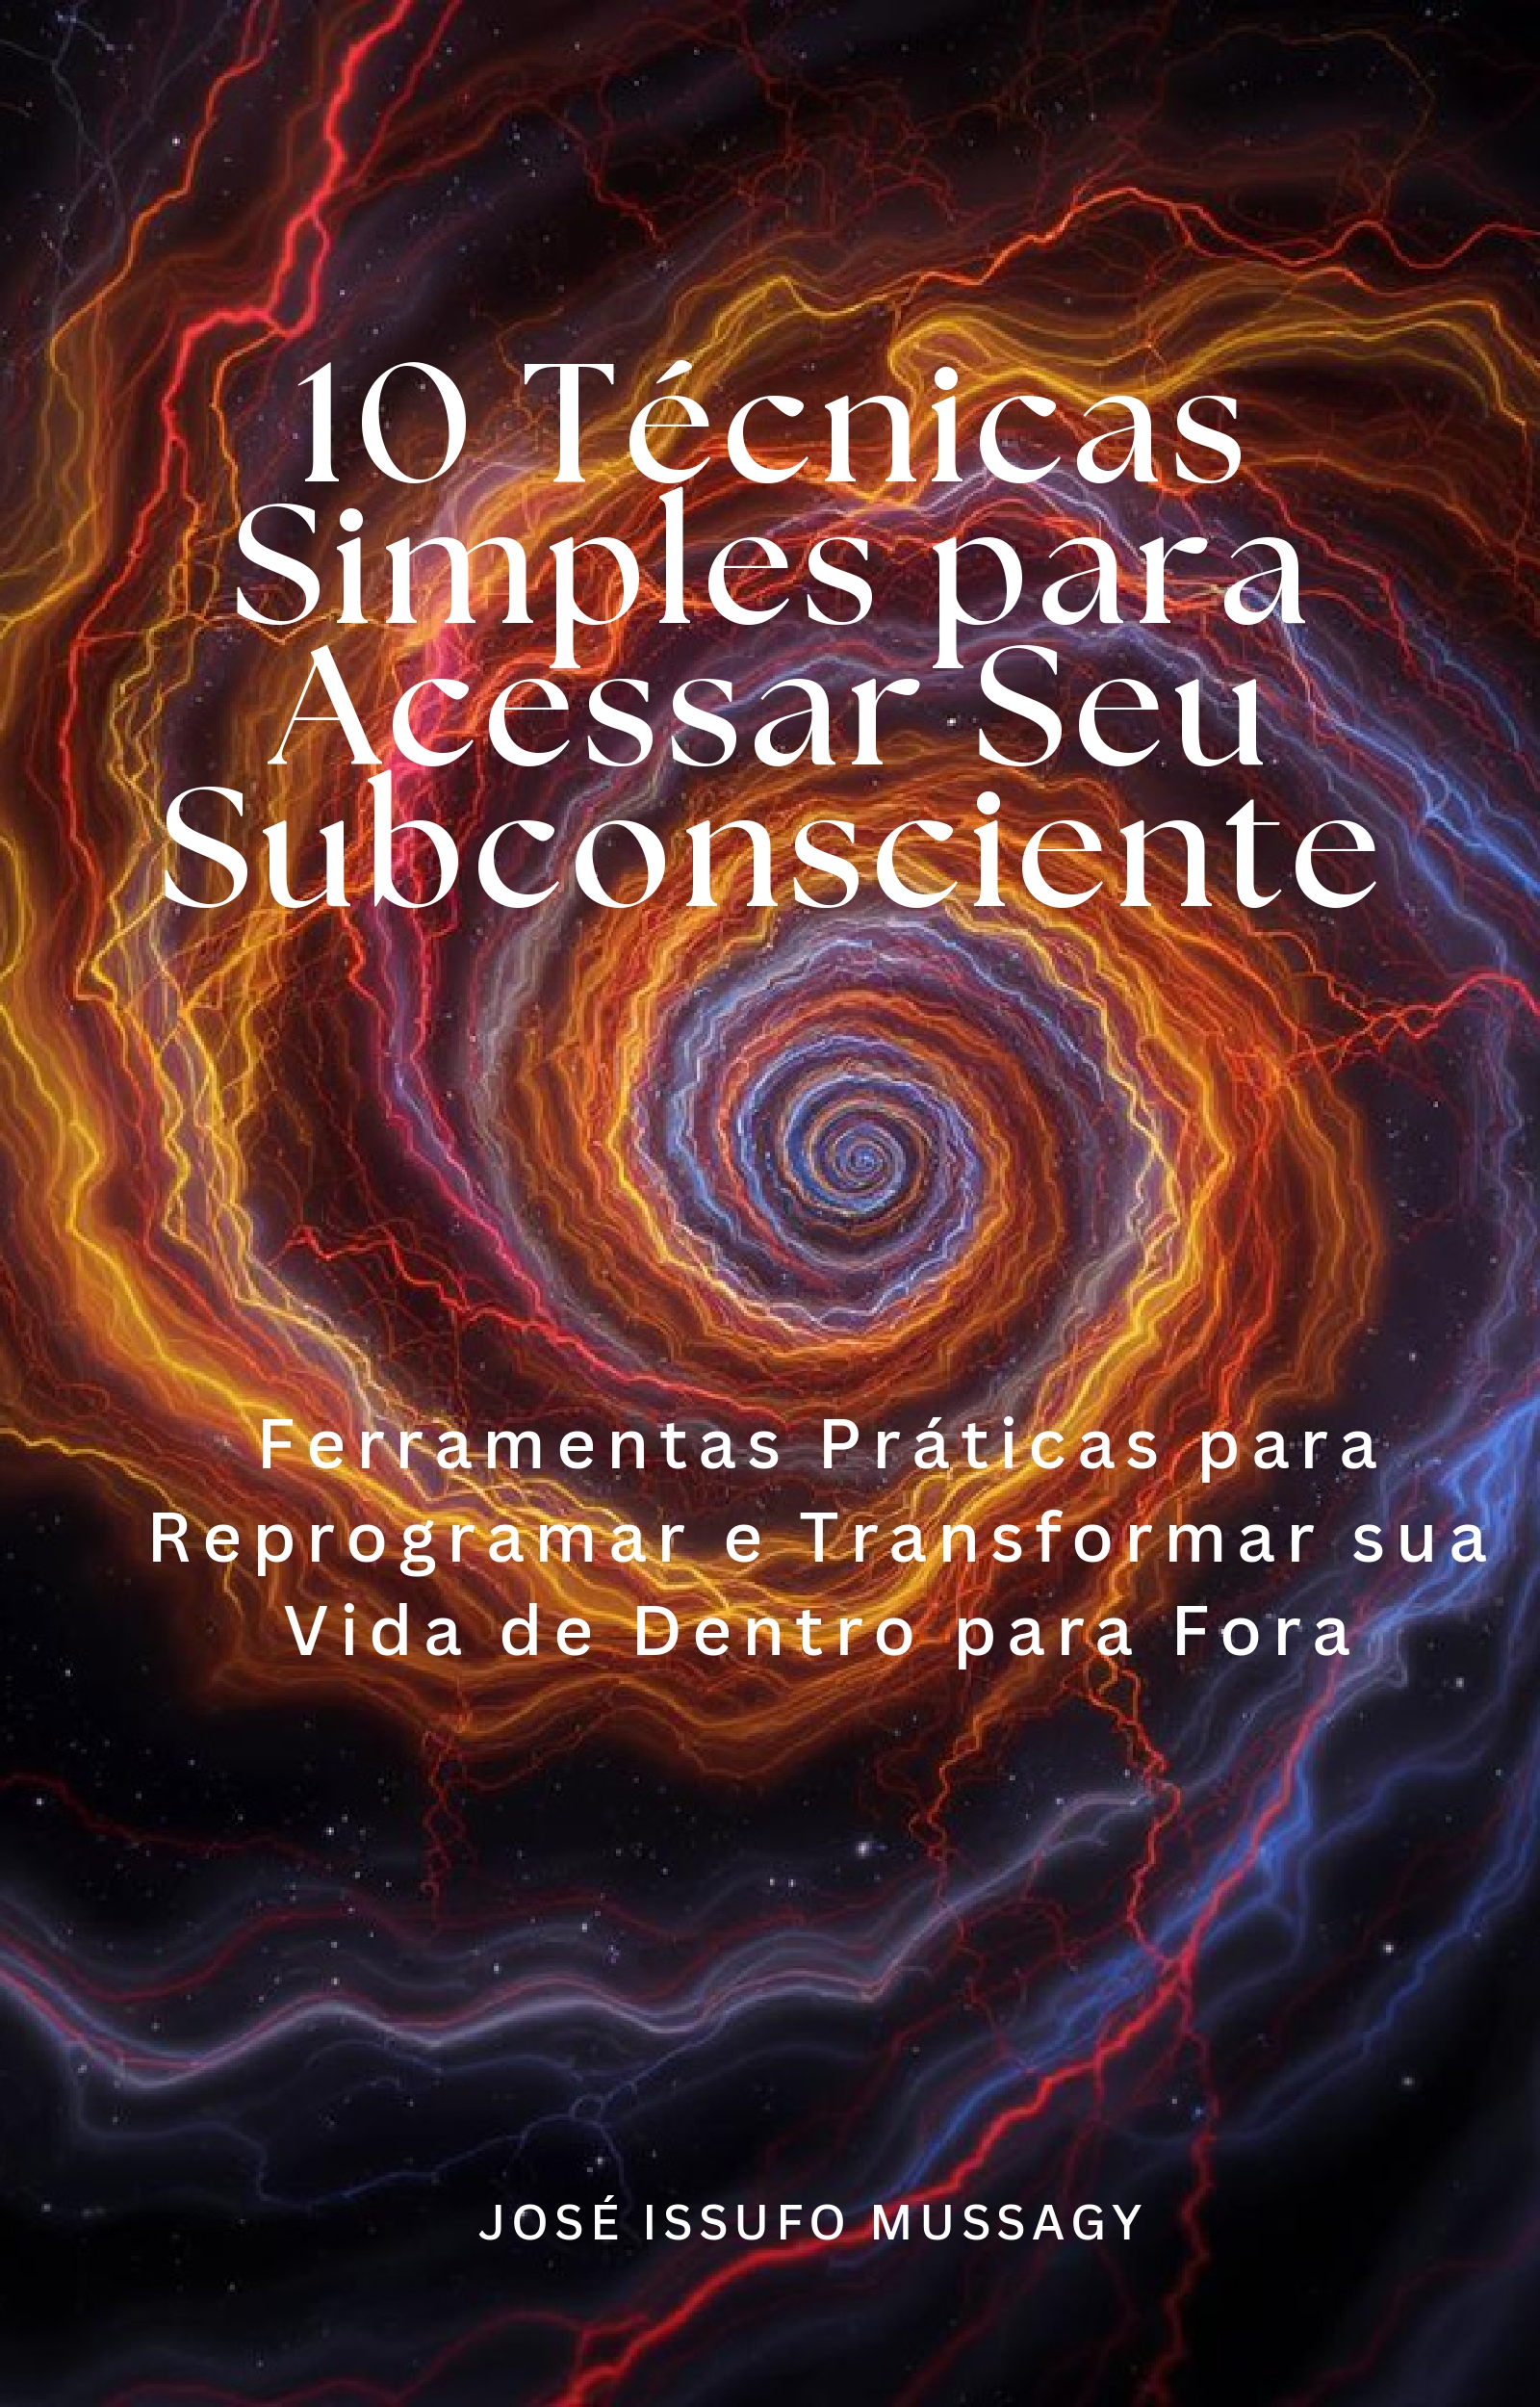 10 Técnicas
Simples para
Acessar Seu
Subconsciente
Ferramentas Práticas para
Reprogramar e Transformar sua
Vida de Dentro para Fora
JOSÉ ISSUFO MUSSAGY